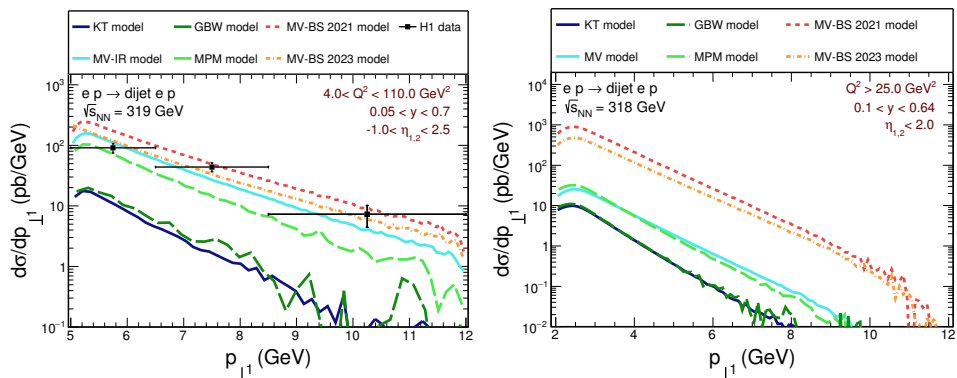 KT model GBW model MV-BS 2021 model H1 data
MV-IR model MPM model MV-BS 2023 model
e p → dijet e p
√s_NN = 319 GeV
4.0< Q² < 110.0 GeV²
0.05 < y < 0.7
-1.0< η_1,2 < 2.5
10³
10²
10
1
10⁻¹
dσ/dp_⊥1 (pb/GeV)
5 6 7 8 9 10 11 12
p_⊥1 (GeV)
KT model GBW model MV-BS 2021 model
MV model MPM model MV-BS 2023 model
e p → dijet e p
√s_NN = 318 GeV
Q² > 25.0 GeV²
0.1 < y < 0.64
η_1,2 < 2.0
10⁴
10³
10²
10
1
10⁻¹
10⁻²
dσ/dp_⊥1 (pb/GeV)
2 4 6 8 10 12
p_⊥1 (GeV)